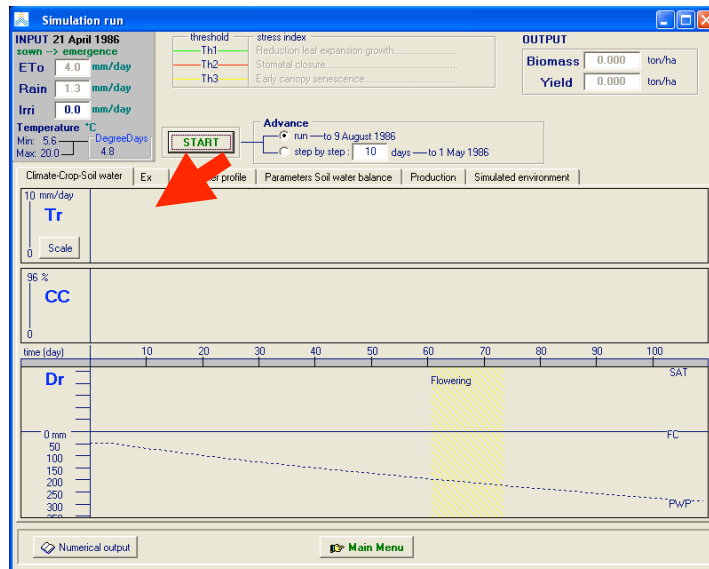 Simulation run
INPUT 21 April 1986
sown --> emergence
ETo 4.0 mm/day
Rain 1.3 mm/day
Irri 0.0 mm/day
Temperature °C
Min: 5.6
Max: 20.0
DegreeDays
4.8
threshold stress index
Th1 Reduction leaf expansion growth
Th2 Stomatal closure
Th3 Early canopy senescence
OUTPUT
Biomass 0.000 ton/ha
Yield 0.000 ton/ha
START
Advance
run to 9 August 1986
step by step : 10 days to 1 May 1986
Climate-Crop-Soil water Ex profile Parameters Soil water balance Production Simulated environment
10 mm/day
Tr
Scale
0
96 %
CC
0
time (day) 10 20 30 40 50 60 70 80 90 100
Dr
Flowering
SAT
0 mm
FC
50
100
150
200
250
300
PWP
Numerical output
Main Menu